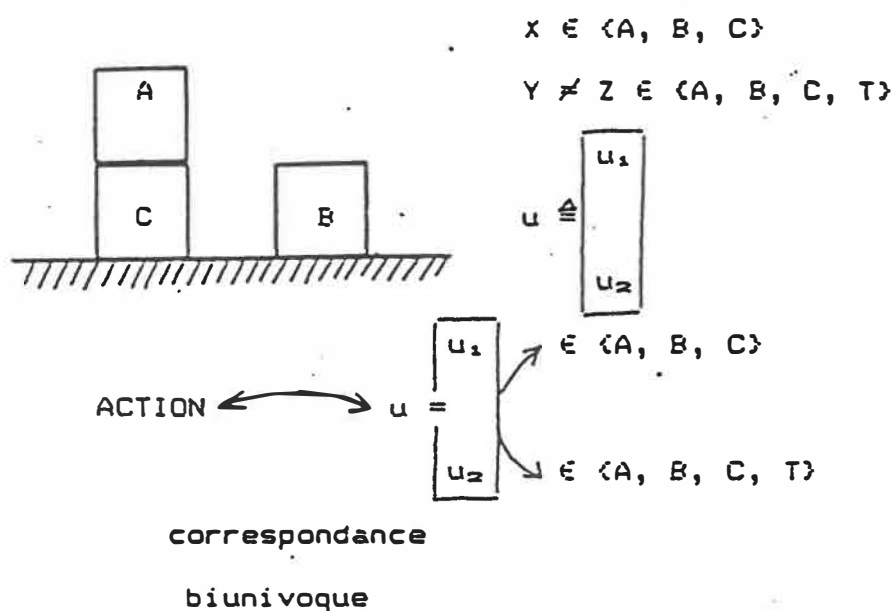 X ∈ {A, B, C}
A
Y ≠ Z ∈ {A, B, C, T}
C
B
u ≜ [u₁
u₂]
ACTION ↔ u = [u₁ ∈ {A, B, C}
u₂] ∈ {A, B, C, T}
correspondance
biunivoque